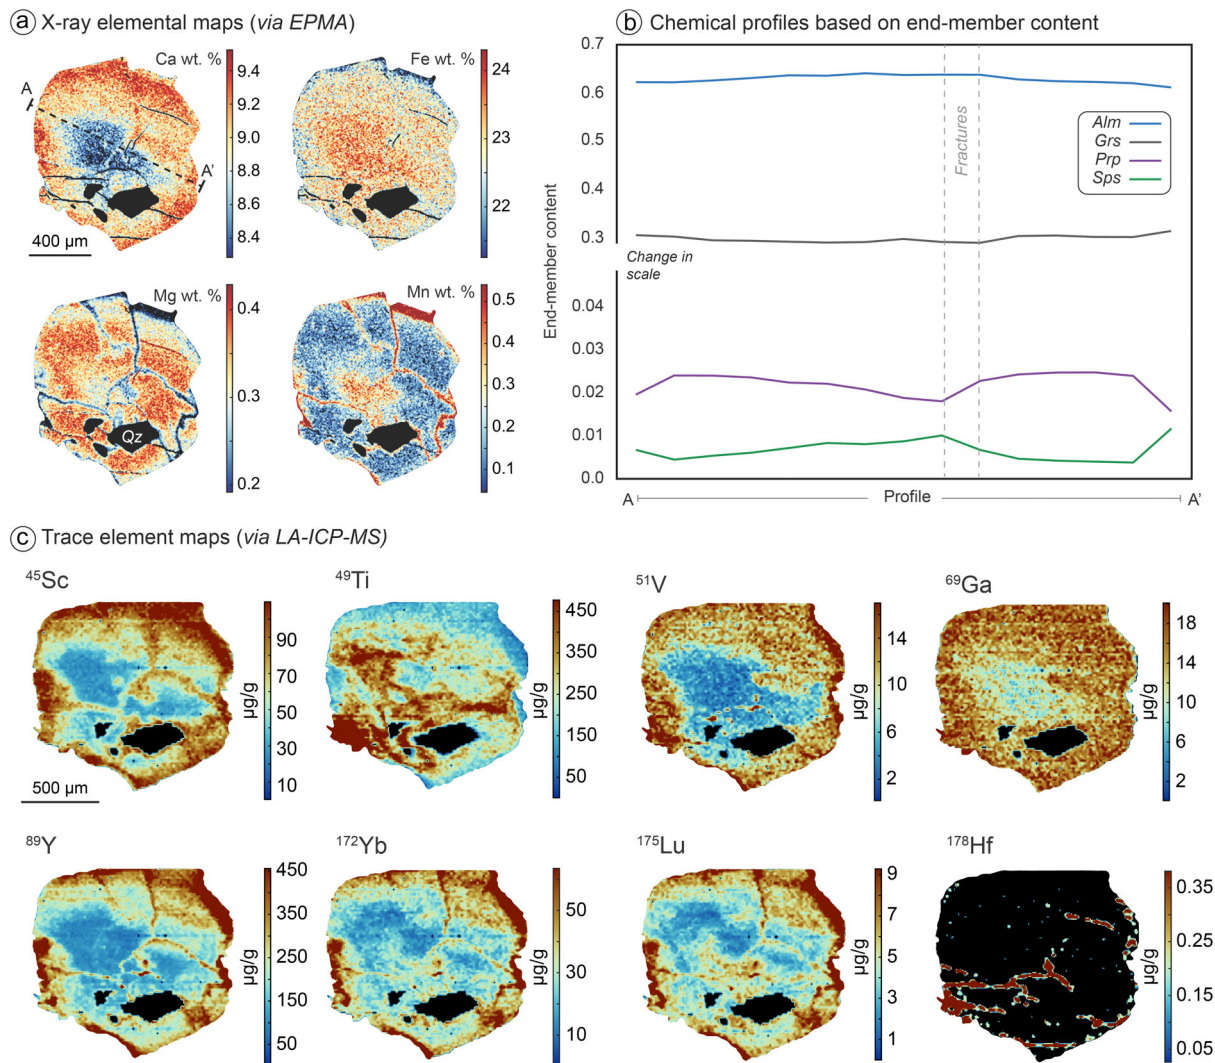 a X-ray elemental maps (via EPMA)
Ca wt. %
9.4
9.2
9.0
8.8
8.6
8.4
A
A'
400 µm
Fe wt. %
24
23
22
Mg wt. %
0.4
0.3
0.2
Qz
Mn wt. %
0.5
0.4
0.3
0.2
0.1
b Chemical profiles based on end-member content
0.7
0.6
0.5
0.4
0.3
Change in
scale
0.04
0.03
0.02
0.01
0.0
End-member content
Fractures
Alm
Grs
Prp
Sps
A
Profile
A'
c Trace element maps (via LA-ICP-MS)
45Sc
90
70
50
30
10
µg/g
500 µm
49Ti
450
350
250
150
50
µg/g
51V
14
10
6
2
µg/g
69Ga
18
14
10
6
2
µg/g
89Y
450
350
250
150
50
µg/g
172Yb
50
30
10
µg/g
175Lu
9
7
5
3
1
µg/g
178Hf
0.35
0.25
0.15
0.05
µg/g